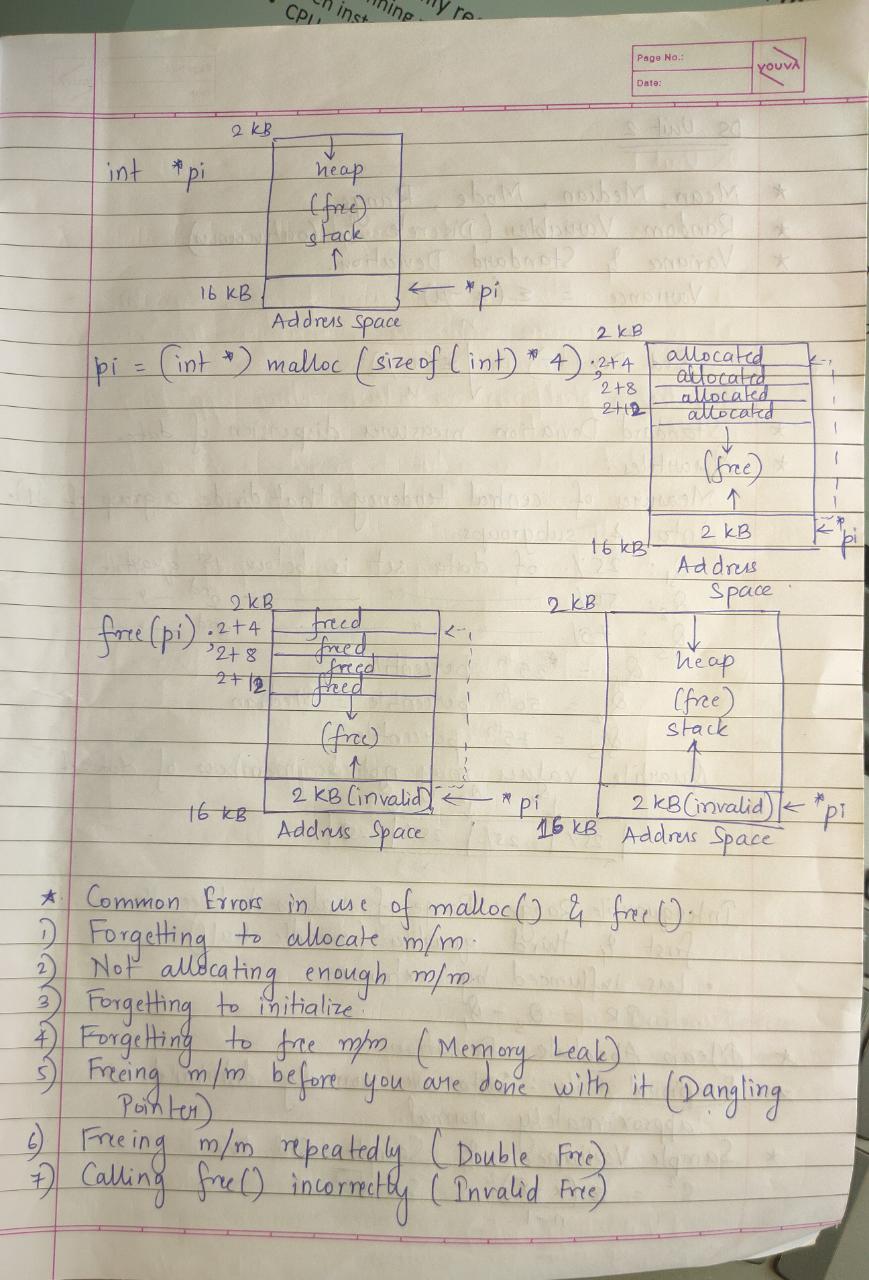 CPU
Page No.:
Date:
YOUVA
2 KB
int *pi
heap
(free)
stack
16 KB
← *pi
Address Space
pi = (int *) malloc (sizeof (int) * 4);
2 KB
2+4
2+8
2+12
allocated
allocated
allocated
allocated
(free)
2 KB
*pi
16 KB
Address
Space
free(pi);
2 KB
2+4
2+8
2+12
freed
freed
freed
freed
(free)
2 KB (invalid)
← *pi
16 KB
Address Space
2 KB
heap
(free)
stack
2 KB (invalid)
← *pi
16 KB
Address Space
* Common Errors in use of malloc() & free().
1) Forgetting to allocate m/m.
2) Not allocating enough m/m.
3) Forgetting to initialize.
4) Forgetting to free m/m (Memory Leak)
5) Freeing m/m before you are done with it (Dangling
Pointer)
6) Freeing m/m repeatedly (Double Free)
7) Calling free() incorrectly (Invalid Free)